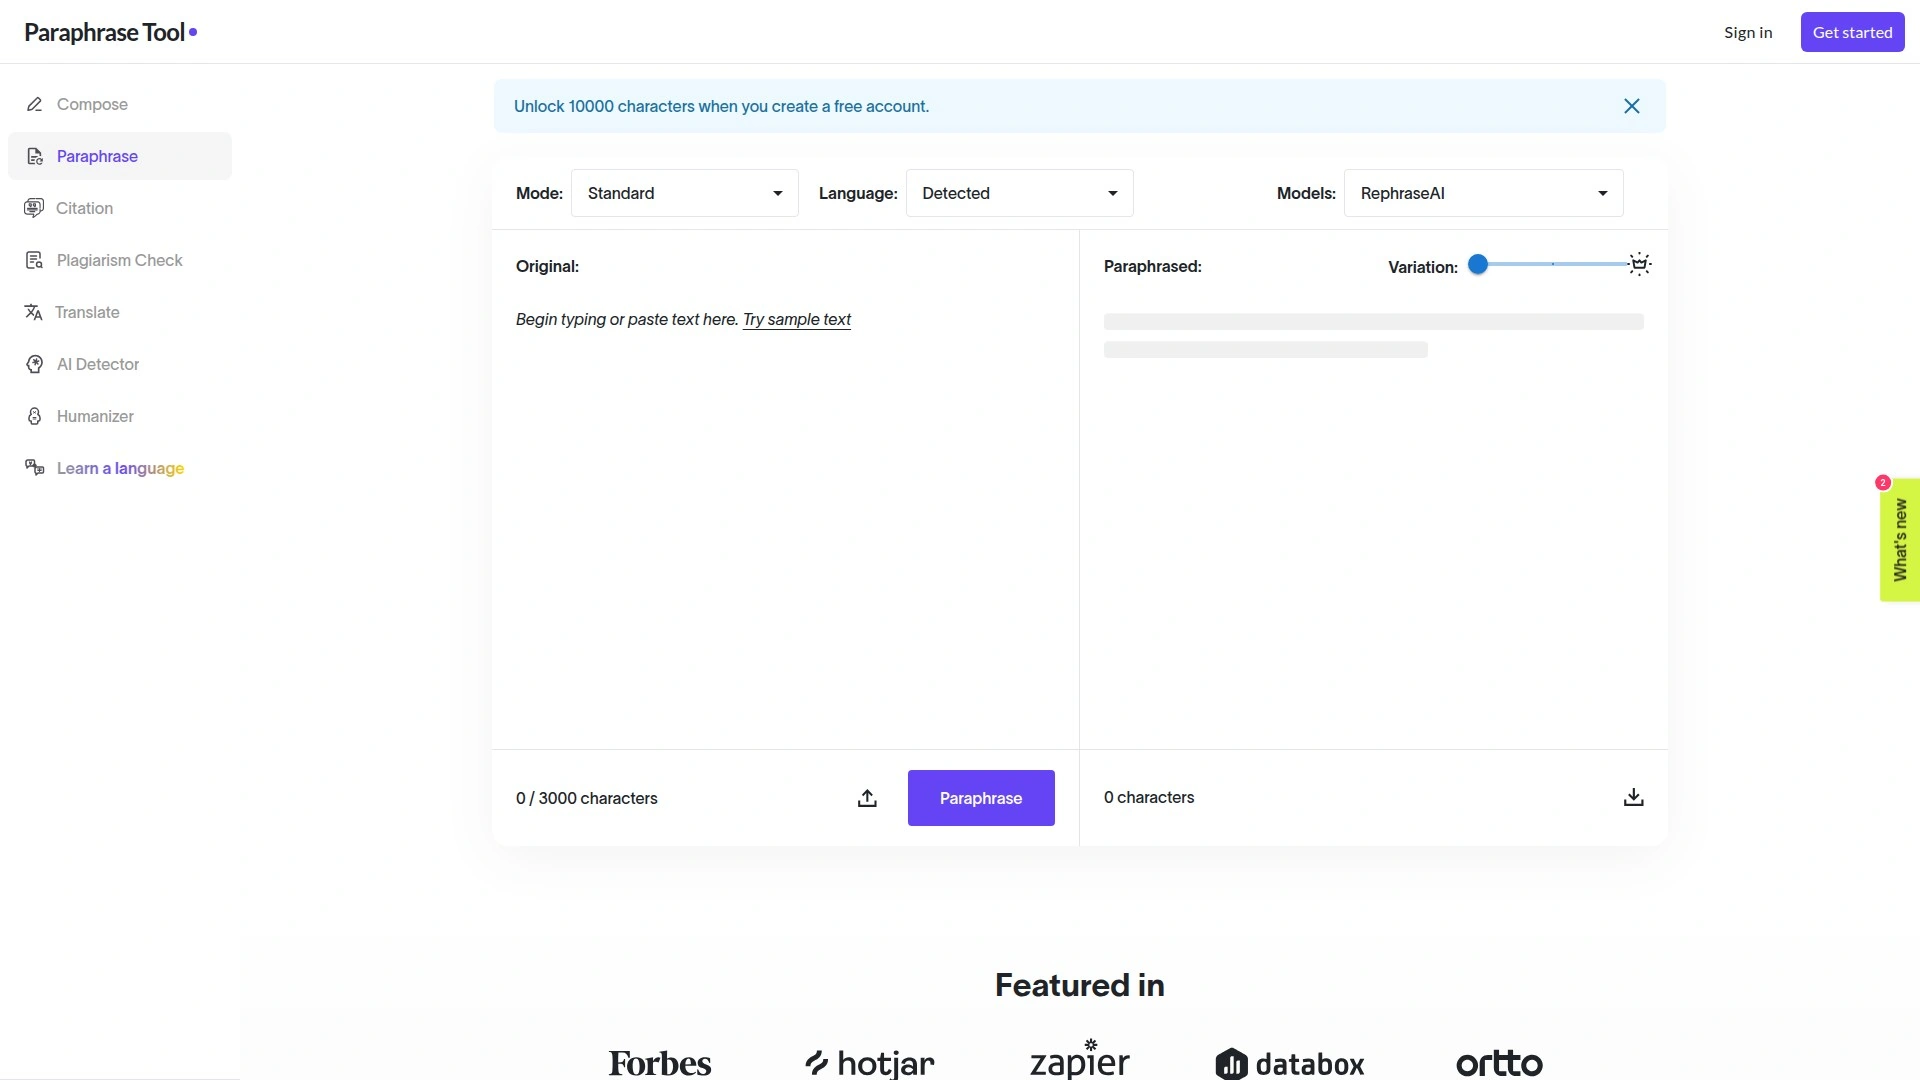 Paraphrase Tool
Sign in
Get started
Compose
Paraphrase
Citation
Plagiarism Check
Translate
AI Detector
Humanizer
Learn a language
Unlock 10000 characters when you create a free account.
Mode: Standard
Language: Detected
Models: RephraseAI
Original:
Begin typing or paste text here. Try sample text
Paraphrased:
Variation:
0 / 3000 characters
Paraphrase
0 characters
2
What's new
Featured in
Forbes
hotjar
zapier
databox
ortto